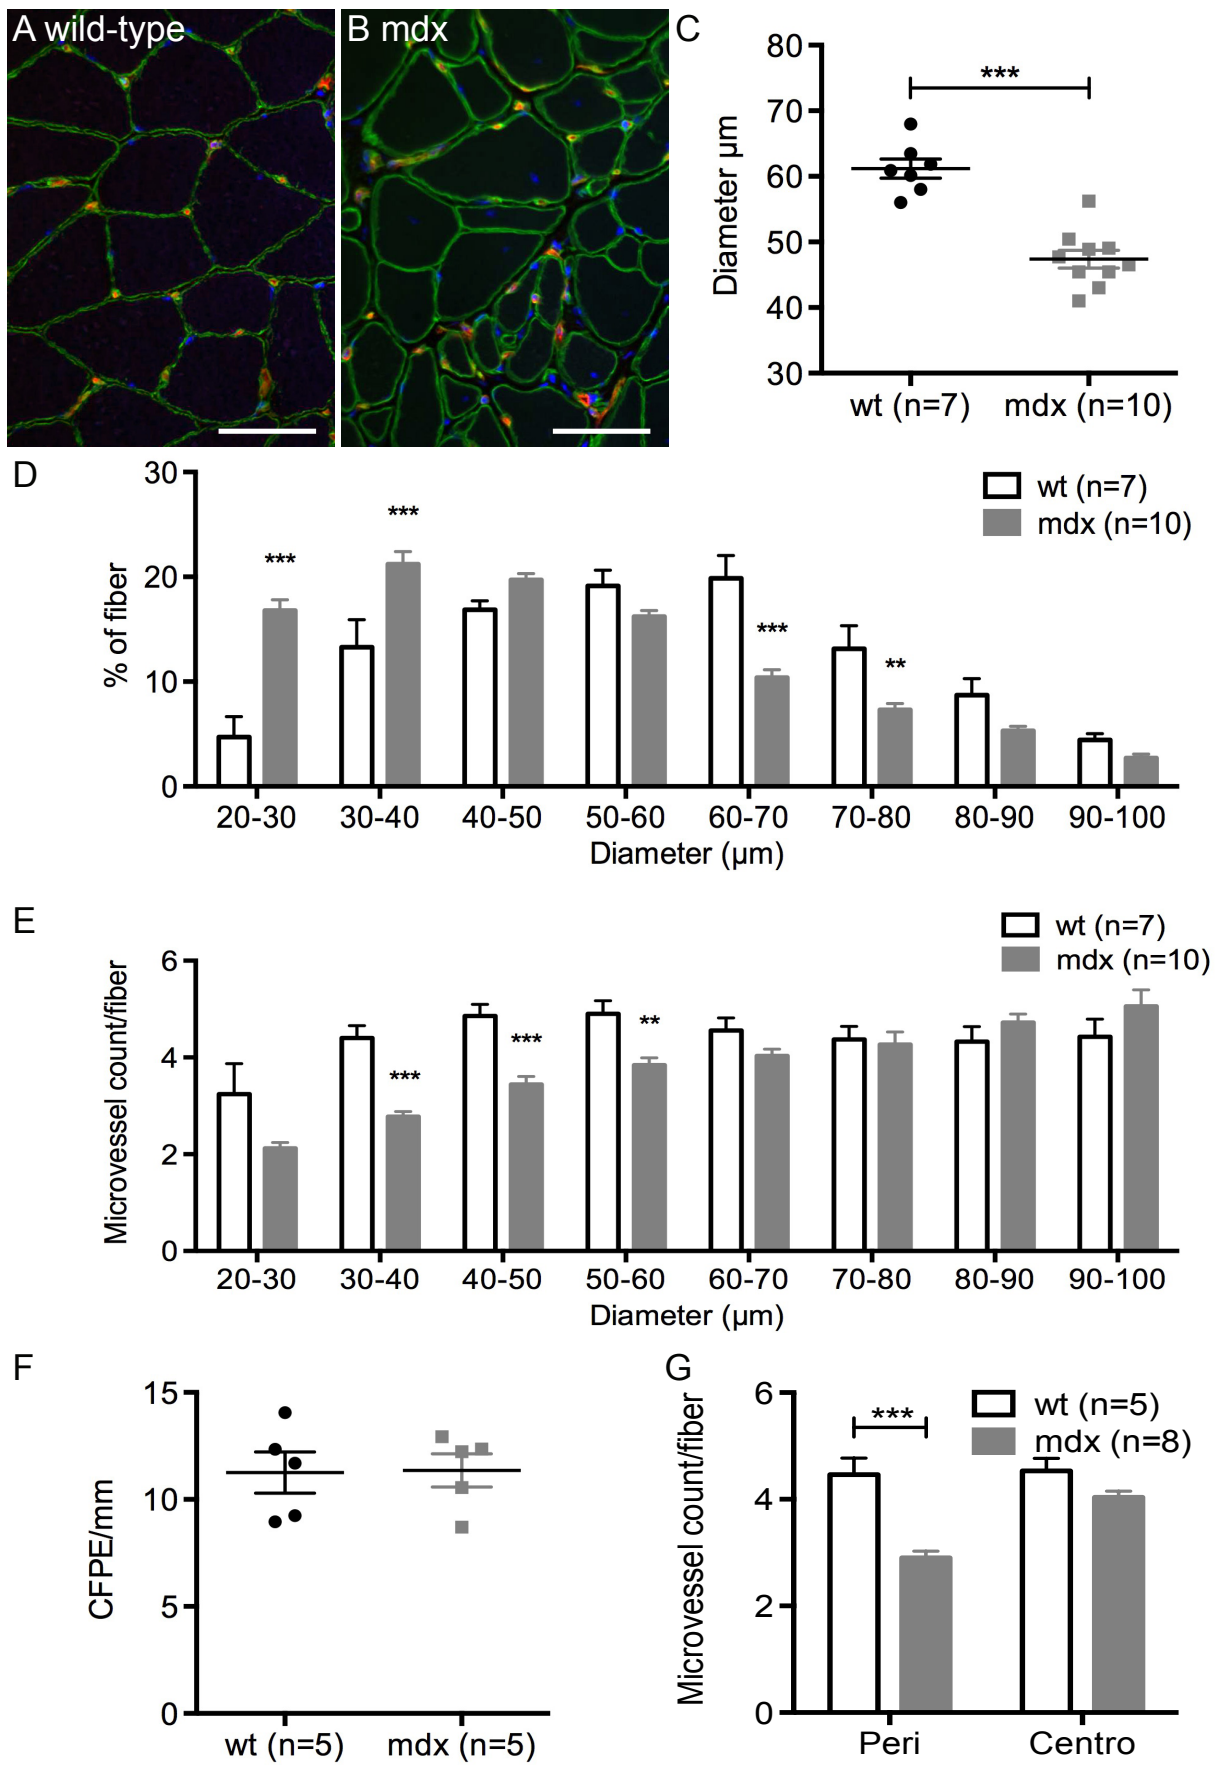 A wild-type
B mdx
C
80
70
60
50
40
30
Diameter µm
***
wt (n=7)
mdx (n=10)
D
30
20
10
0
% of fiber
wt (n=7)
mdx (n=10)
***
***
***
**
20-30
30-40
40-50
50-60
60-70
70-80
80-90
90-100
Diameter (µm)
E
6
4
2
0
Microvessel count/fiber
wt (n=7)
mdx (n=10)
***
***
**
20-30
30-40
40-50
50-60
60-70
70-80
80-90
90-100
Diameter (µm)
F
15
10
5
0
CFPE/mm
wt (n=5)
mdx (n=5)
G
6
4
2
0
Microvessel count/fiber
***
wt (n=5)
mdx (n=8)
Peri
Centro